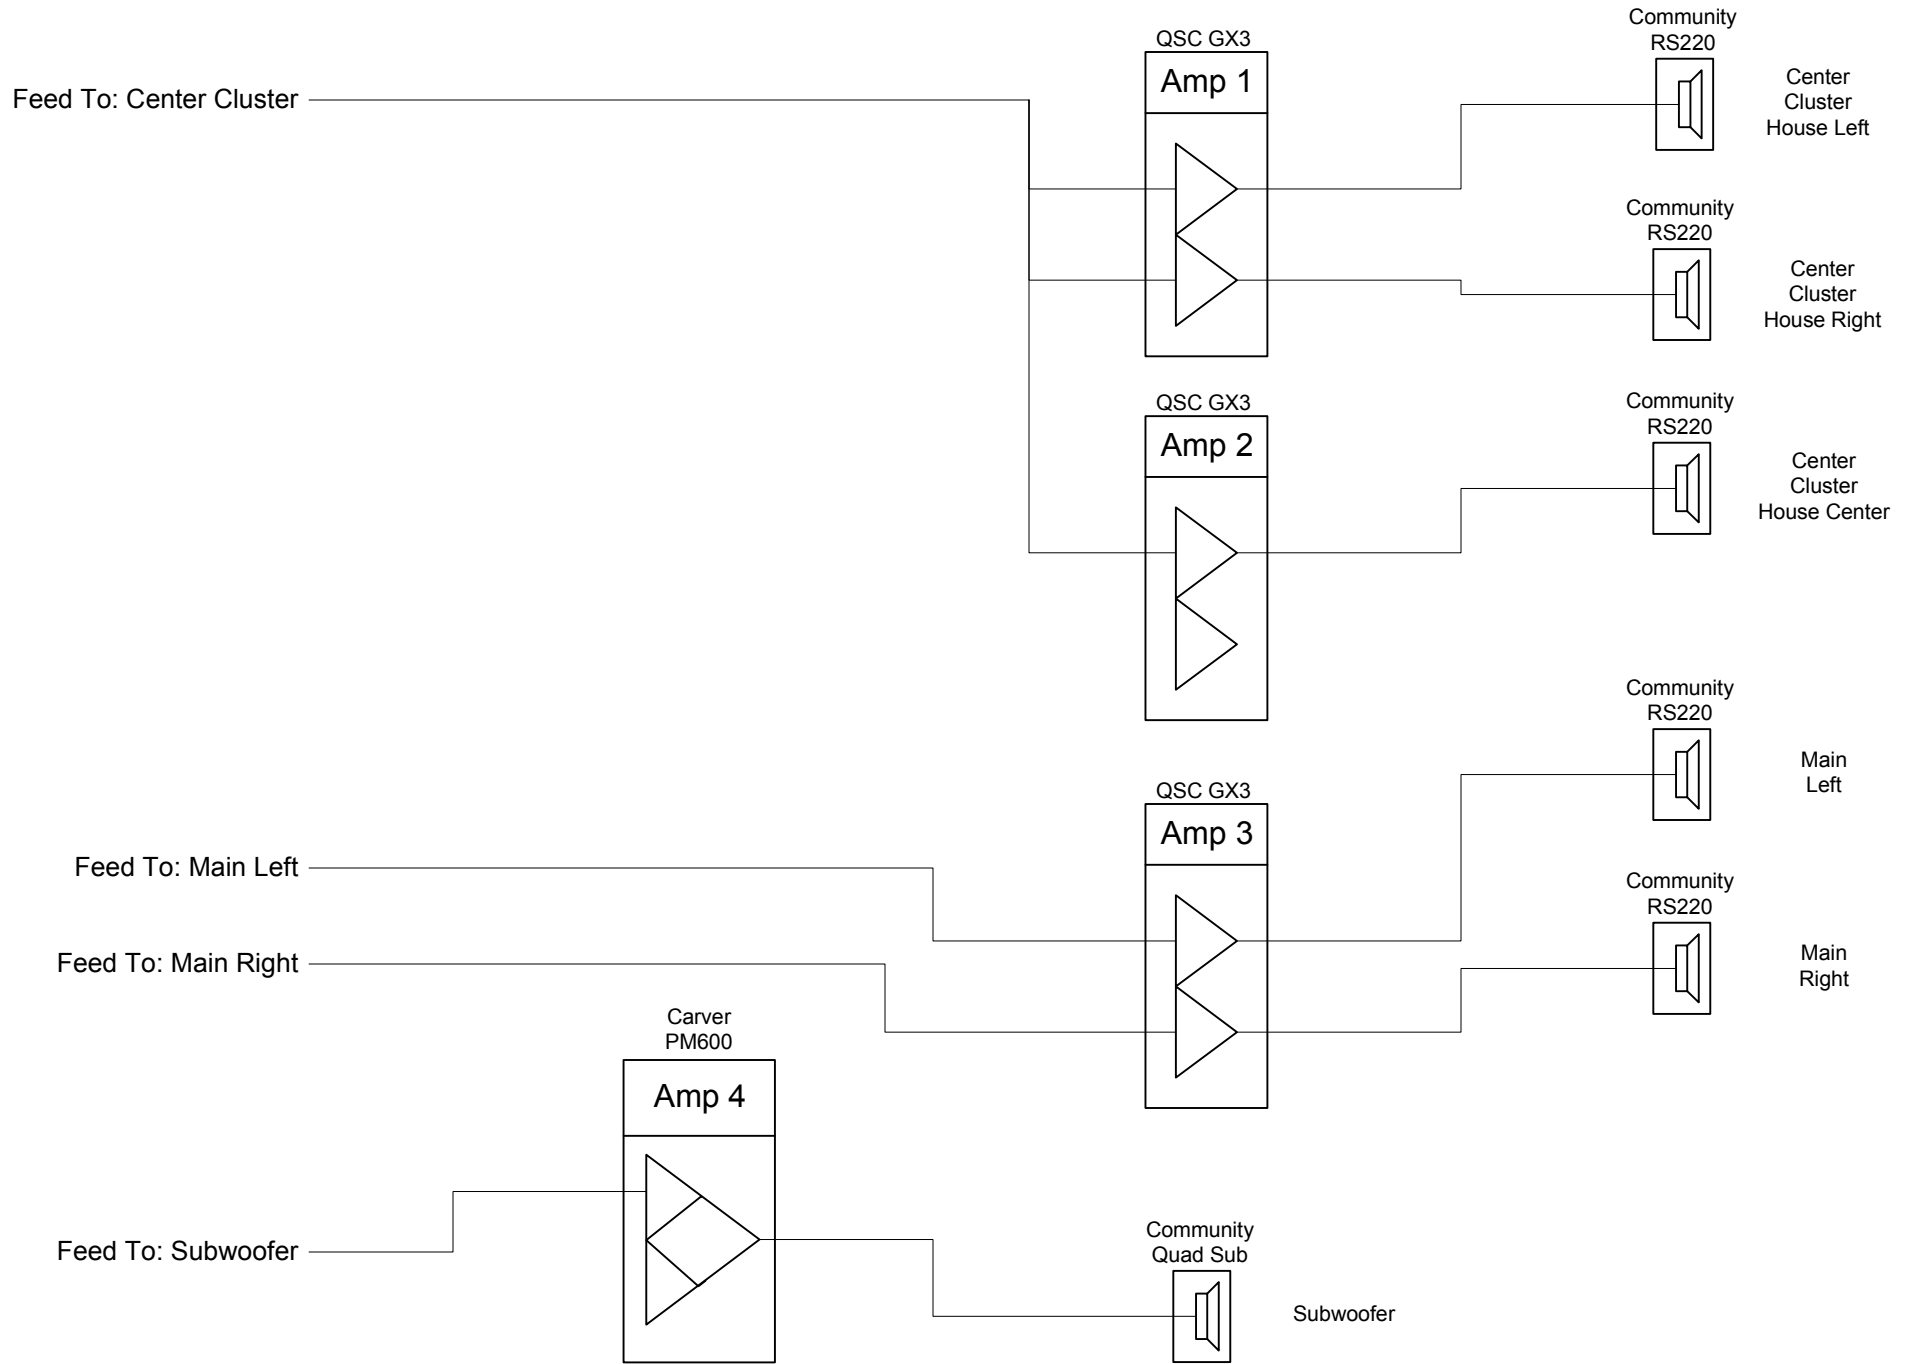 Community
RS220
QSC GX3
Amp 1
Center
Cluster
House Left
Feed To: Center Cluster
Community
RS220
Center
Cluster
House Right
QSC GX3
Amp 2
Community
RS220
Center
Cluster
House Center
Community
RS220
Main
Left
QSC GX3
Amp 3
Feed To: Main Left
Community
RS220
Main
Right
Feed To: Main Right
Carver
PM600
Amp 4
Feed To: Subwoofer
Community
Quad Sub
Subwoofer